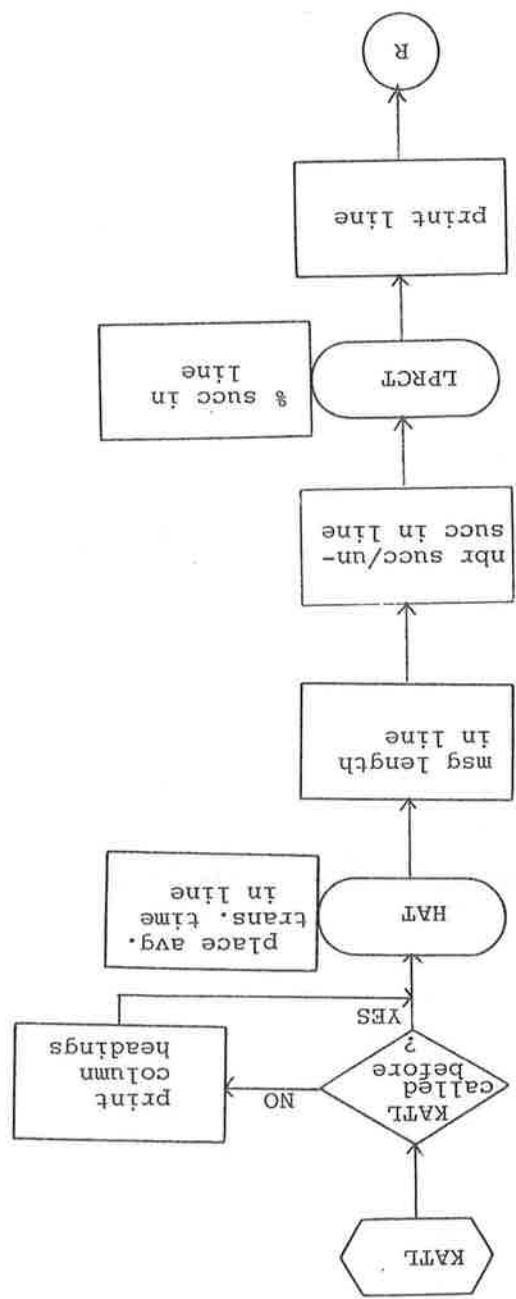 KATL
KATL
called
before
?
NO
print
column
headings
YES
HAT
place avg.
trans. time
in line
msg length
in line
nbr succ/un-
succ in line
LPRCT
% succ in
line
print line
R